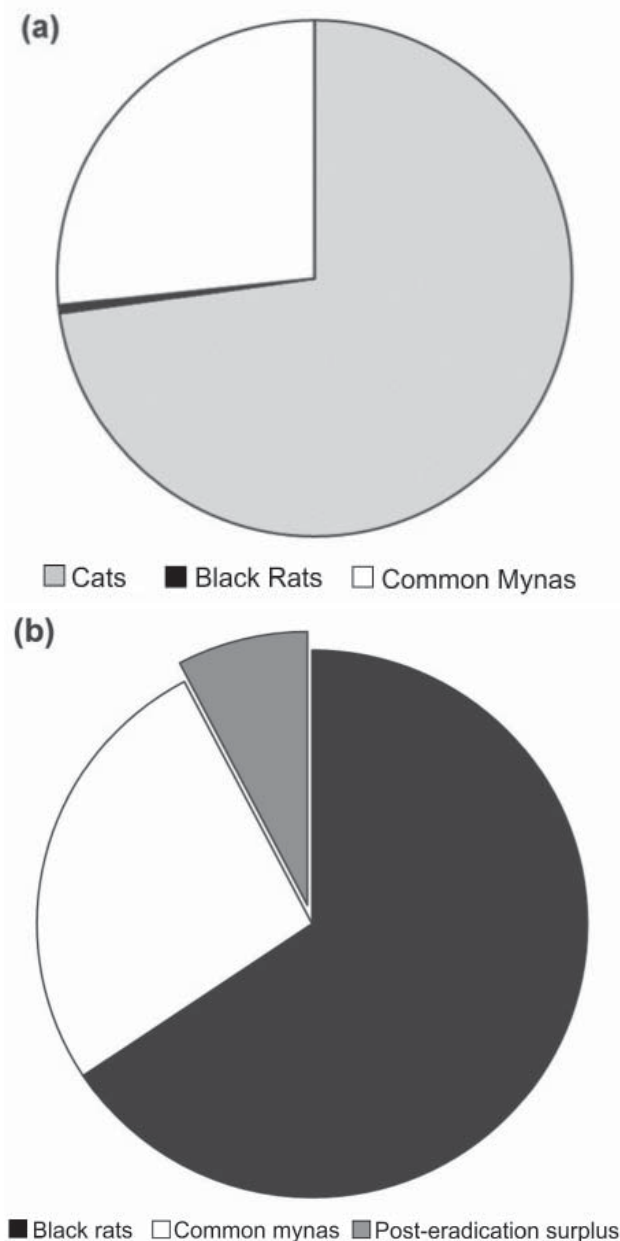 (a)
Cats Black Rats Common Mynas
(b)
Black rats Common mynas Post-eradication surplus